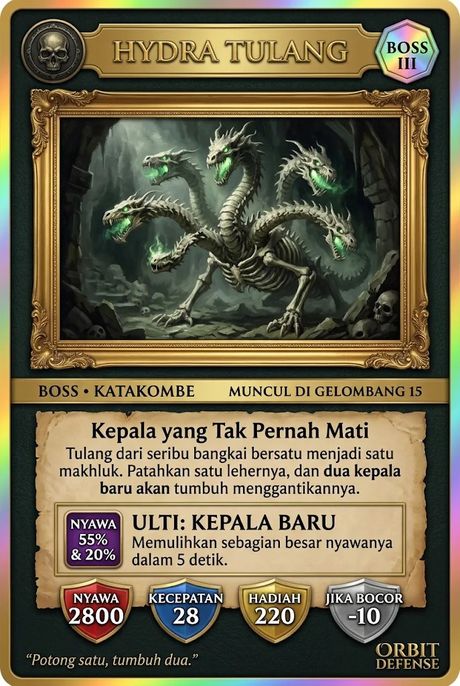 HYDRA TULANG
BOSS
III
BOSS • KATAKOMBE
MUNCUL DI GELOMBANG 15
Kepala yang Tak Pernah Mati
Tulang dari seribu bangkai bersatu menjadi satu
makhluk. Patahkan satu lehernya, dan dua kepala
baru akan tumbuh menggantikannya.
NYAWA
55%
& 20%
ULTI: KEPALA BARU
Memulihkan sebagian besar nyawanya
dalam 5 detik.
NYAWA
2800
KECEPATAN
28
HADIAH
220
JIKA BOCOR
-10
"Potong satu, tumbuh dua."
ORBIT
DEFENSE